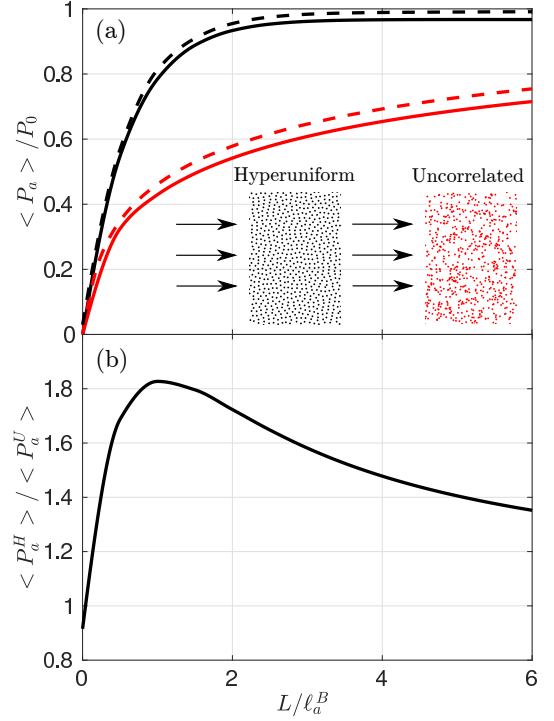 (a)
1
0.8
0.6
0.4
0.2
0
< P_a > /P_0
Hyperuniform
Uncorrelated
(b)
1.8
1.6
1.4
1.2
1
0.8
< P_a^H > / < P_a^U >
0
2
4
6
L/ℓ_a^B